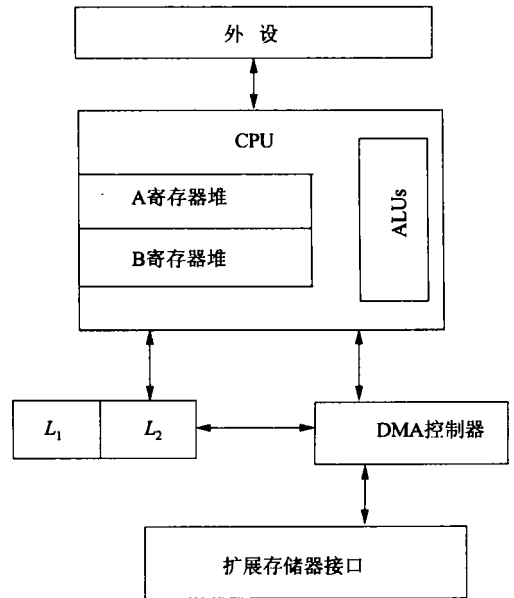 外 设
CPU
A寄存器堆
B寄存器堆
ALUs
L₁
L₂
DMA控制器
扩展存储器接口